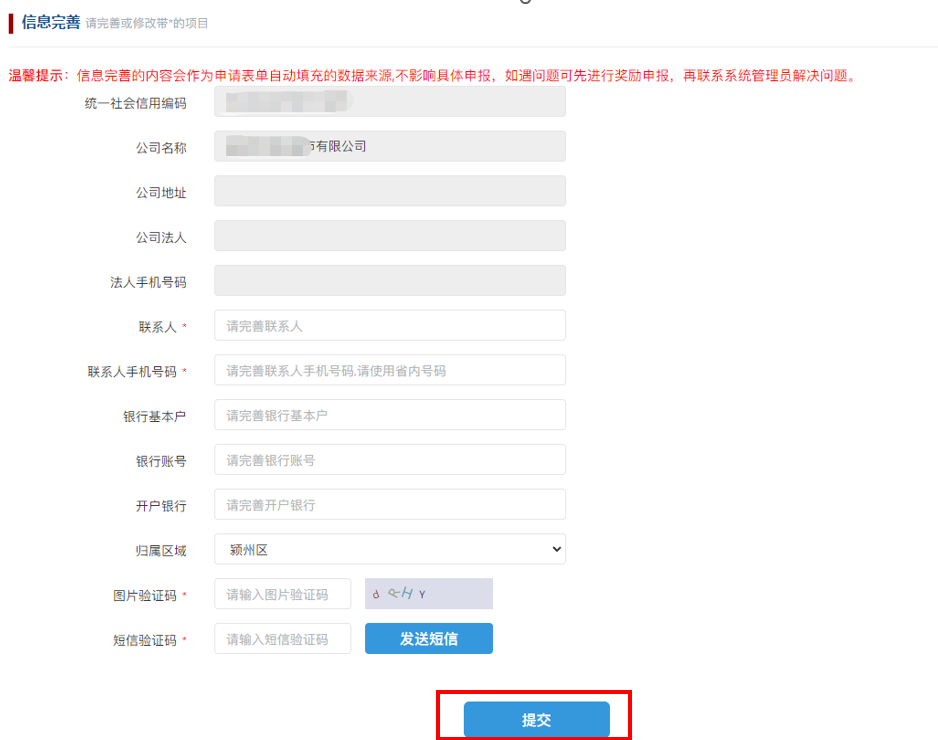 信息完善 请完善或修改带*的项目
温馨提示：信息完善的内容会作为申请表单自动填充的数据来源,不影响具体申报，如遇问题可先进行奖励申报，再联系系统管理员解决问题。
统一社会信用编码
公司名称 市有限公司
公司地址
公司法人
法人手机号码
联系人 * 请完善联系人
联系人手机号码 * 请完善联系人手机号码,请使用省内号码
银行基本户 请完善银行基本户
银行账号 请完善银行账号
开户银行 请完善开户银行
归属区域 颍州区
图片验证码 * 请输入图片验证码
短信验证码 * 请输入短信验证码 发送短信
提交